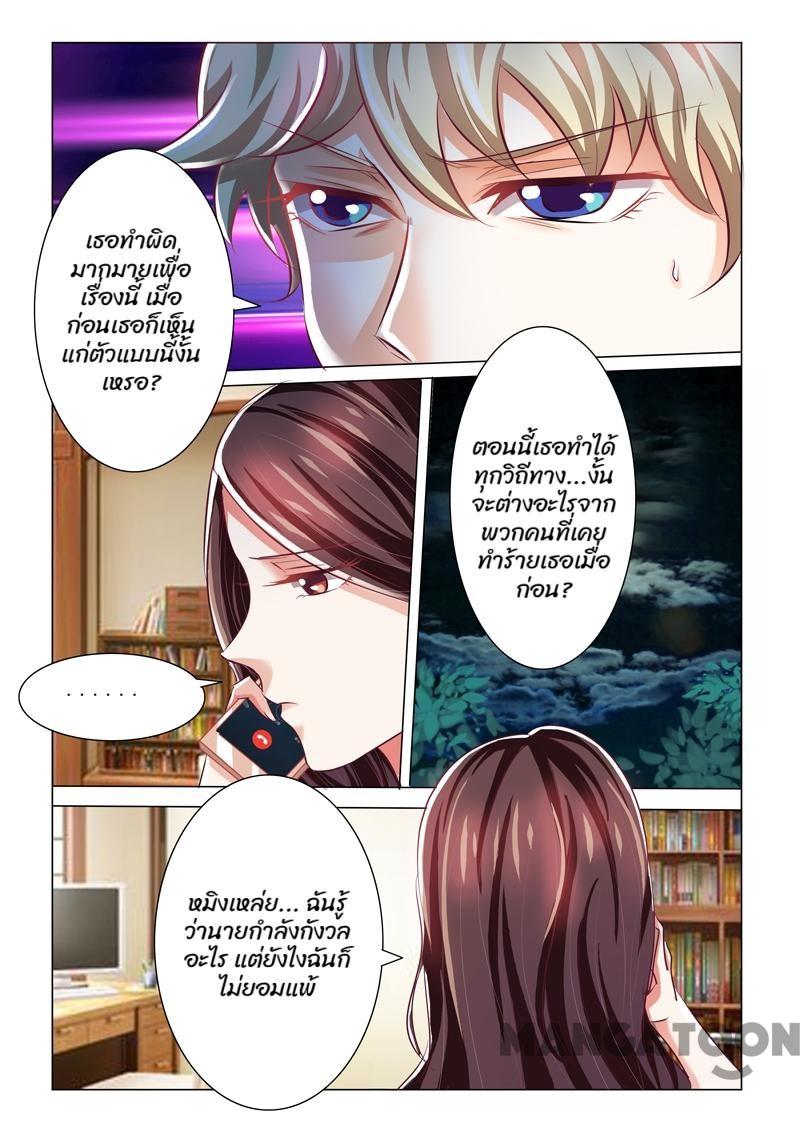 เธอทำผิด
มากมายเพื่อ
เรื่องนี้ เมื่อ
ก่อนเธอก็เห็น
แก่ตัวแบบนี้งั้น
เหรอ?
ตอนนี้เธอทำได้
ทุกวิถีทาง...งั้น
จะต่างอะไรจาก
พวกคนที่เคย
ทำร้ายเธอเมื่อ
ก่อน?
......
หมิงเหล่ย... ฉันรู้
ว่านายกำลังกังวล
อะไร แต่ยังไงฉันก็
ไม่ยอมแพ้
MANGATOON